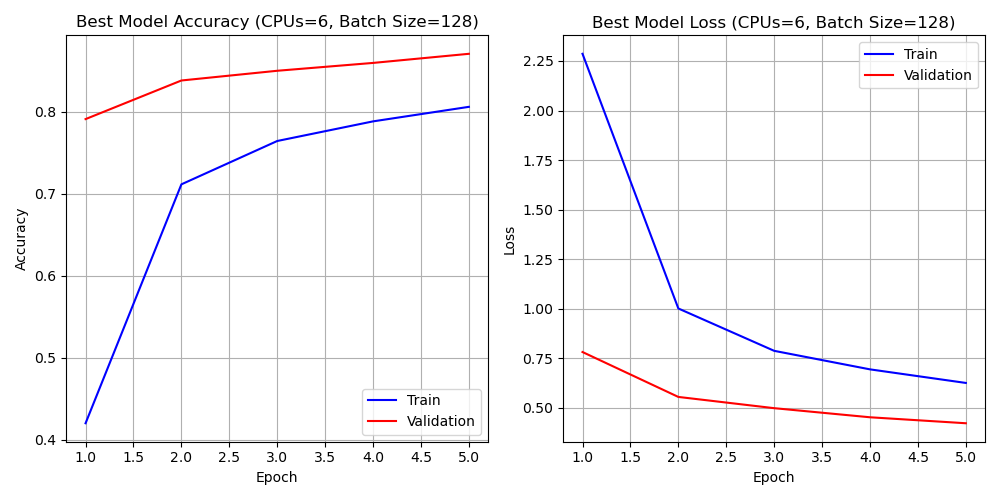 Best Model Accuracy (CPUs=6, Batch Size=128)
Accuracy
0.8
0.7
0.6
0.5
0.4
Train
Validation
1.0 1.5 2.0 2.5 3.0 3.5 4.0 4.5 5.0
Epoch
Best Model Loss (CPUs=6, Batch Size=128)
Loss
2.25
2.00
1.75
1.50
1.25
1.00
0.75
0.50
Train
Validation
1.0 1.5 2.0 2.5 3.0 3.5 4.0 4.5 5.0
Epoch